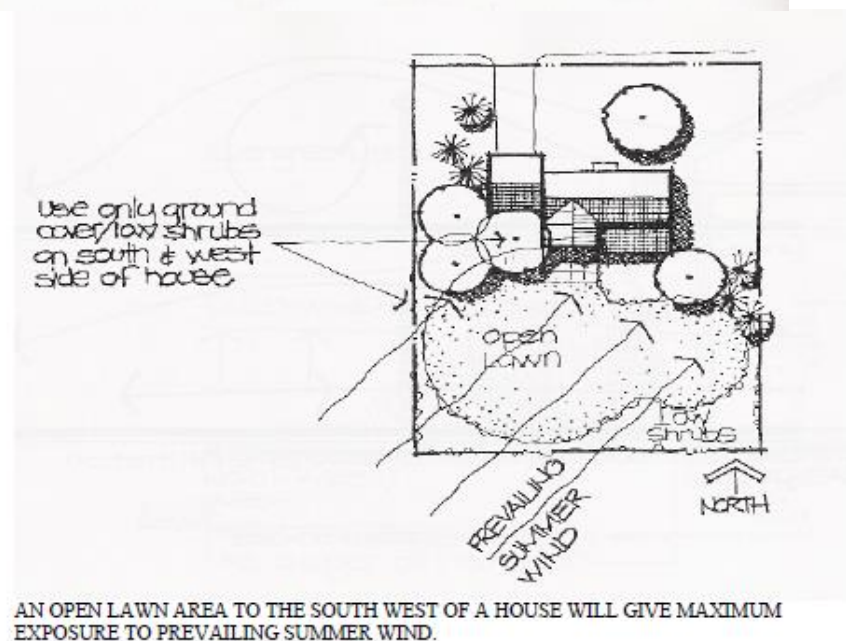 Use only ground
cover/low shrubs
on south & west
side of house
open
Lawn
Low
Shrubs
PREVAILING
SUMMER
WIND
NORTH
AN OPEN LAWN AREA TO THE SOUTH WEST OF A HOUSE WILL GIVE MAXIMUM
EXPOSURE TO PREVAILING SUMMER WIND.